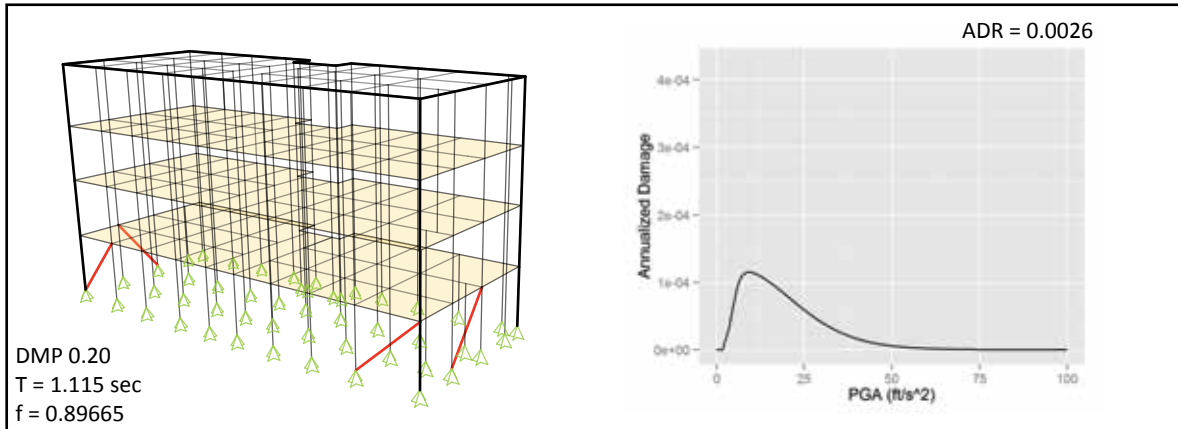 ADR = 0.0026
DMP 0.20
T = 1.115 sec
f = 0.89665
Annualized Damage
4e-04
3e-04
2e-04
1e-04
0e+00
0 25 50 75 100
PGA (ft/s^2)